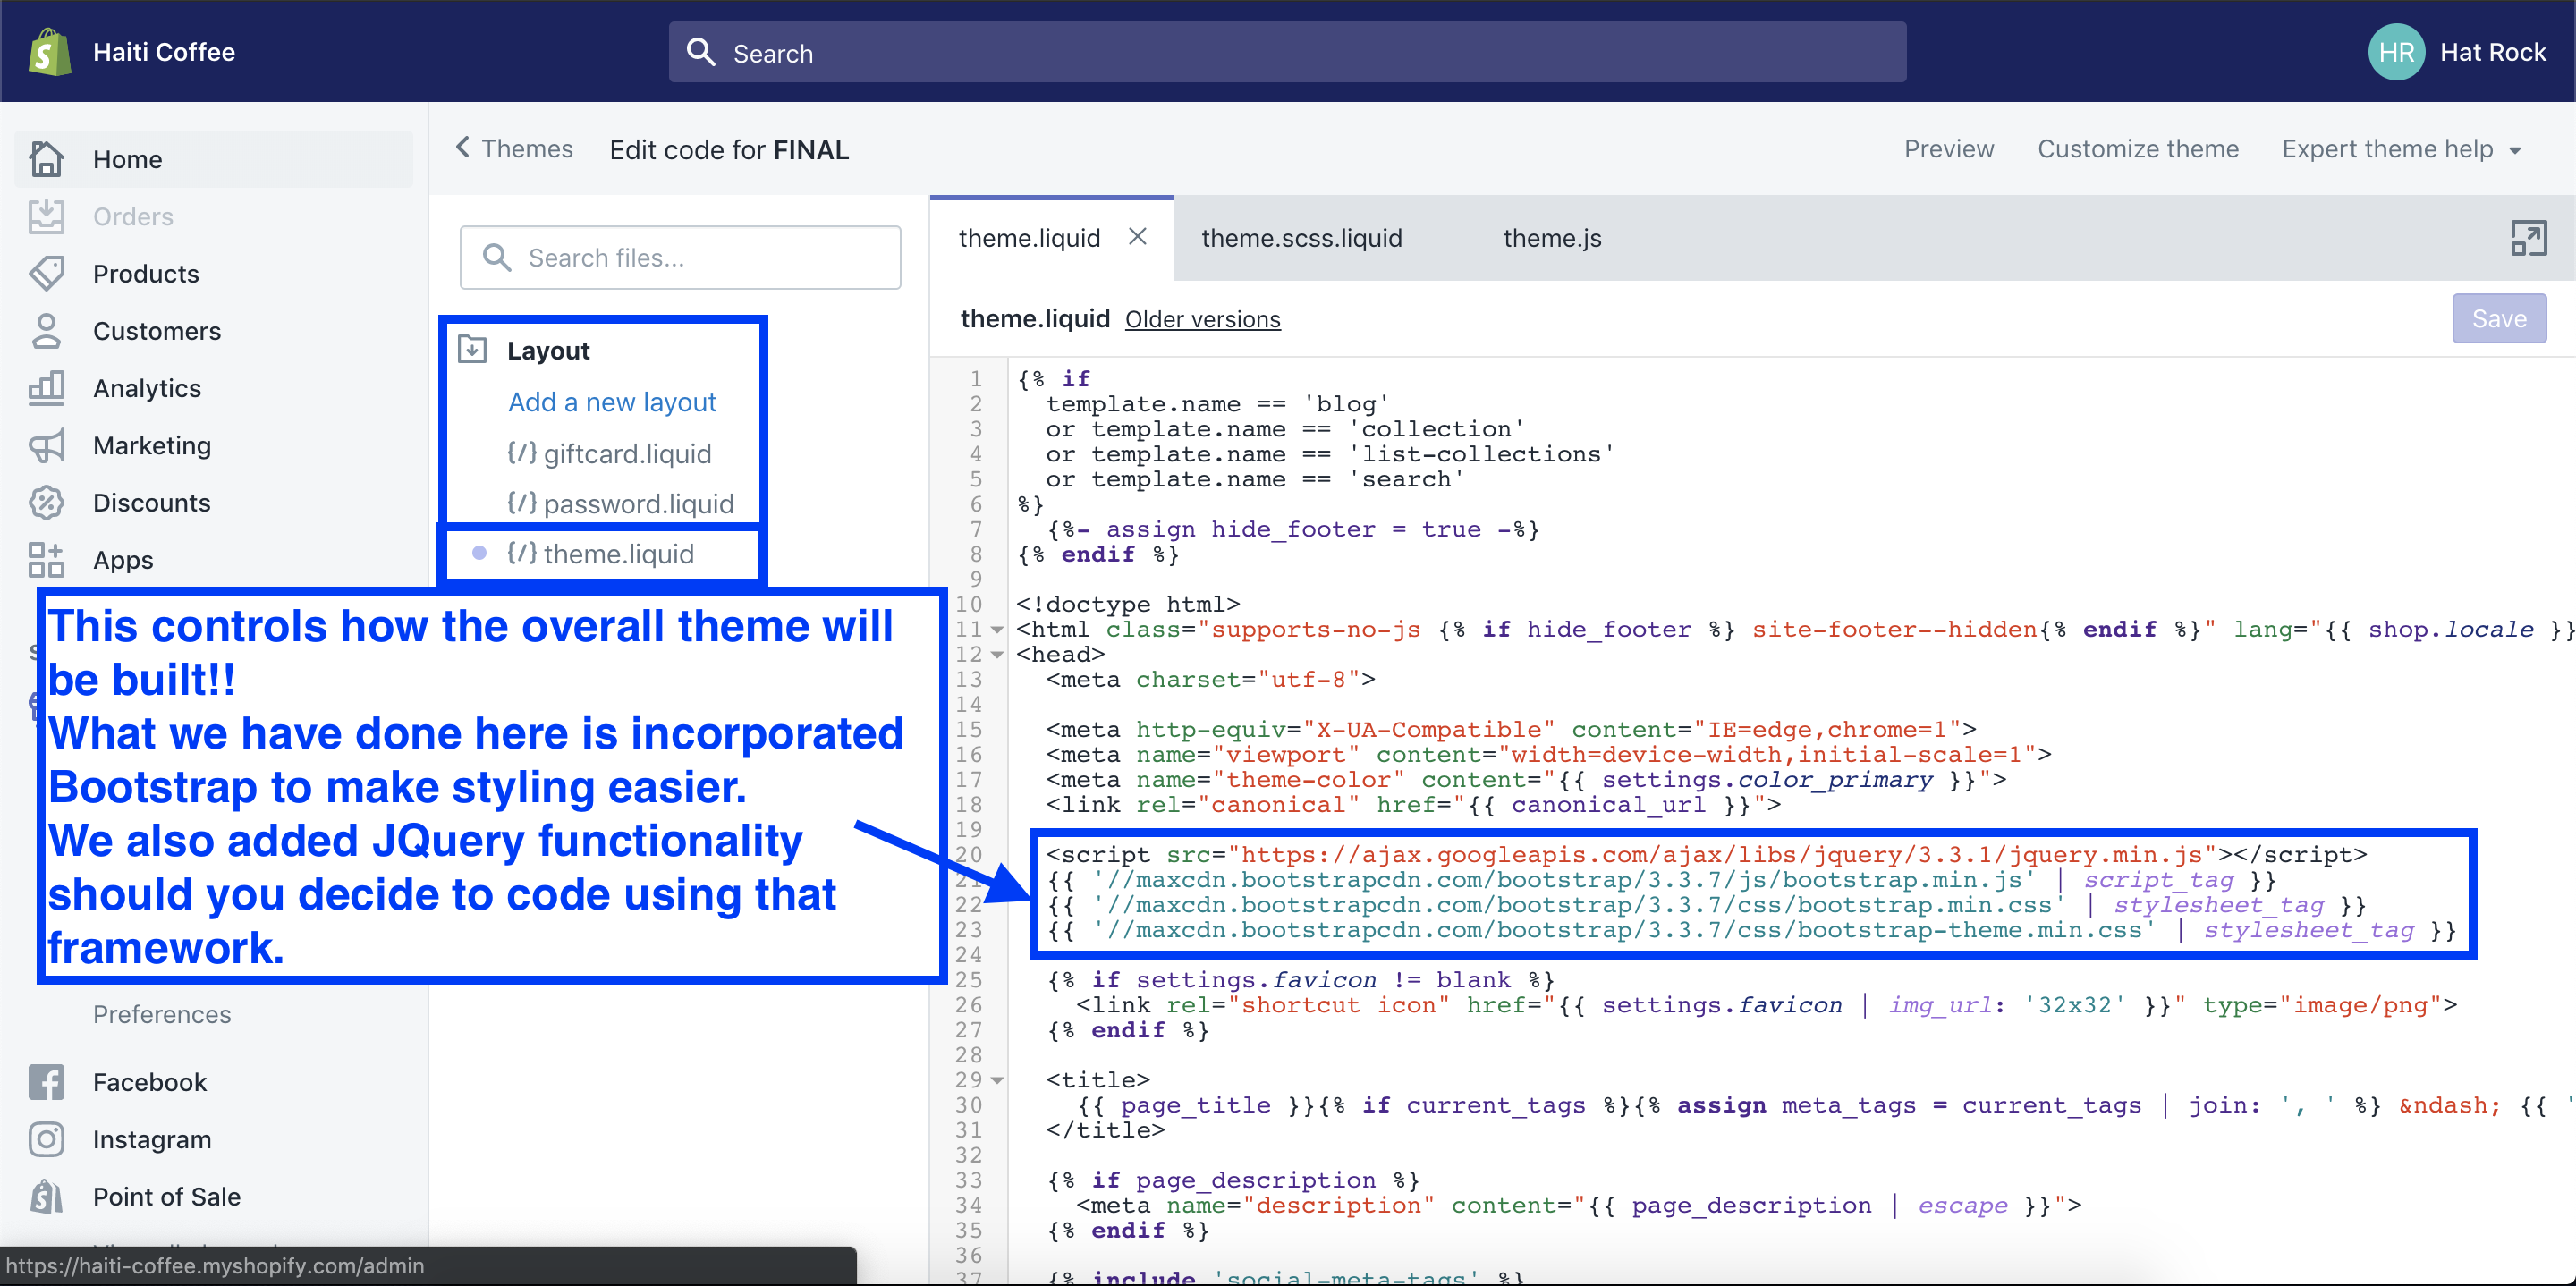 Haiti Coffee
Search
HR Hat Rock
Home
Orders
Products
Customers
Analytics
Marketing
Discounts
Apps
Preferences
Facebook
Instagram
Point of Sale
https://haiti-coffee.myshopify.com/admin
Themes
Edit code for FINAL
Preview
Customize theme
Expert theme help
Search files...
Layout
Add a new layout
{/} giftcard.liquid
{/} password.liquid
{/} theme.liquid
This controls how the overall theme will
be built!!
What we have done here is incorporated
Bootstrap to make styling easier.
We also added JQuery functionality
should you decide to code using that
framework.
theme.liquid
theme.scss.liquid
theme.js
theme.liquid Older versions
Save
1 {% if
2 template.name == 'blog'
3 or template.name == 'collection'
4 or template.name == 'list-collections'
5 or template.name == 'search'
6 %}
7 {%- assign hide_footer = true -%}
8 {% endif %}
9
10 <!doctype html>
11 <html class="supports-no-js {% if hide_footer %} site-footer--hidden{% endif %}" lang="{{ shop.locale }}
12 <head>
13 <meta charset="utf-8">
14
15 <meta http-equiv="X-UA-Compatible" content="IE=edge,chrome=1">
16 <meta name="viewport" content="width=device-width,initial-scale=1">
17 <meta name="theme-color" content="{{ settings.color_primary }}">
18 <link rel="canonical" href="{{ canonical_url }}">
19
20 <script src="https://ajax.googleapis.com/ajax/libs/jquery/3.3.1/jquery.min.js"></script>
21 {{ '//maxcdn.bootstrapcdn.com/bootstrap/3.3.7/js/bootstrap.min.js' | script_tag }}
22 {{ '//maxcdn.bootstrapcdn.com/bootstrap/3.3.7/css/bootstrap.min.css' | stylesheet_tag }}
23 {{ '//maxcdn.bootstrapcdn.com/bootstrap/3.3.7/css/bootstrap-theme.min.css' | stylesheet_tag }}
24
25 {% if settings.favicon != blank %}
26 <link rel="shortcut icon" href="{{ settings.favicon | img_url: '32x32' }}" type="image/png">
27 {% endif %}
28
29 <title>
30 {{ page_title }}{% if current_tags %}{% assign meta_tags = current_tags | join: ', ' %} &ndash; {{ '
31 </title>
32
33 {% if page_description %}
34 <meta name="description" content="{{ page_description | escape }}">
35 {% endif %}
36
37 {% include 'social-meta-tags' %}